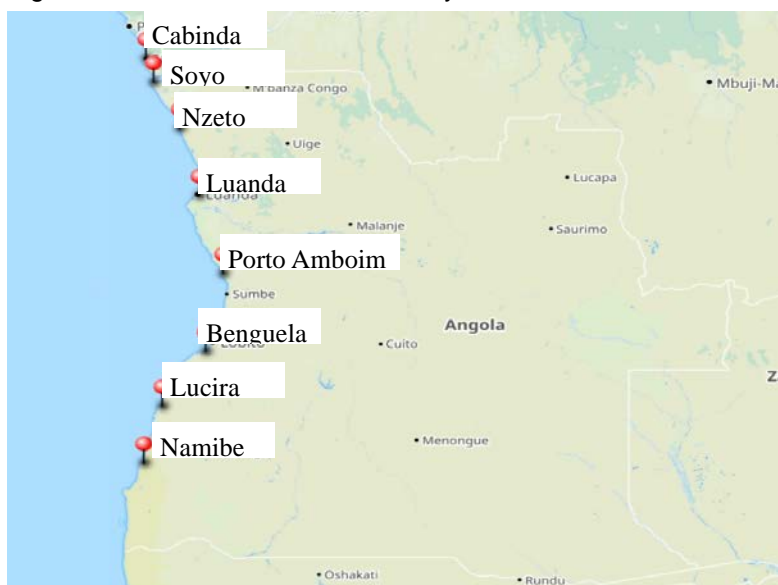 Cabinda
Soyo
M'banza Congo
Mbuji-Ma
Nzeto
Uige
Lucapa
Luanda
Malanje
Saurimo
Porto Amboim
Sumbe
Benguela
Angola
Cuito
Z
Lucira
Menongue
Namibe
Oshakati
Rundu